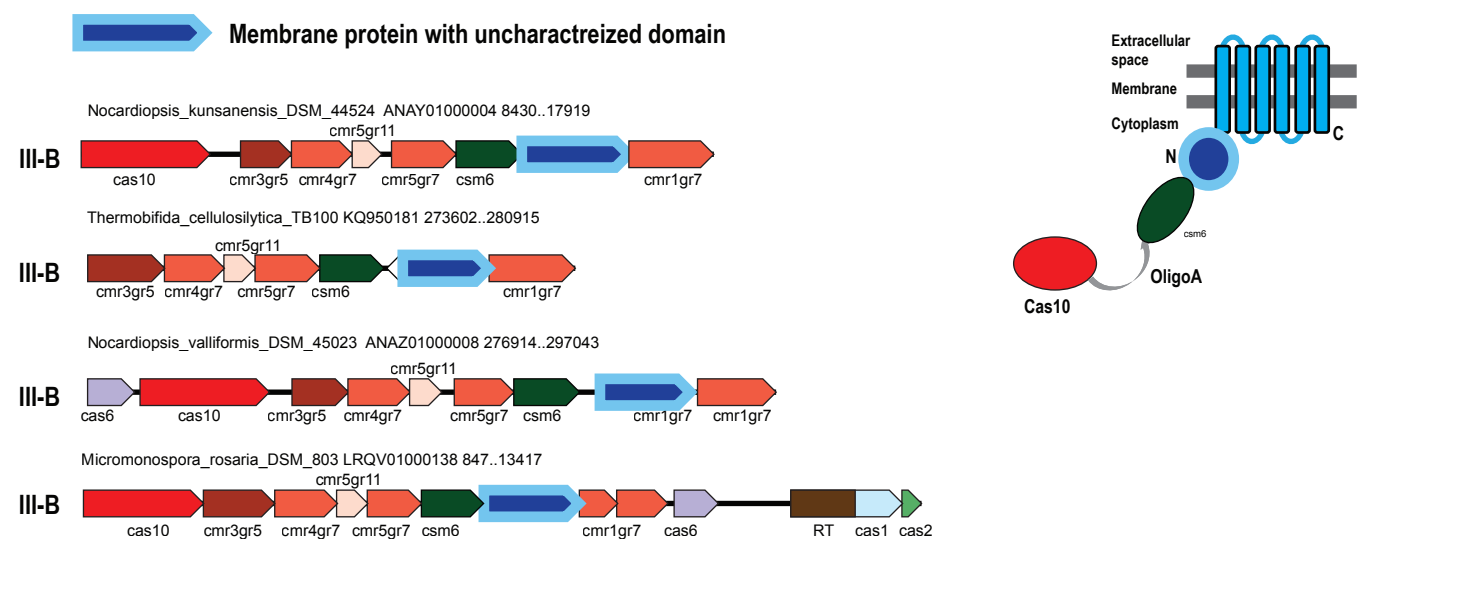 Membrane protein with uncharactreized domain
Nocardiopsis_kunsanensis_DSM_44524 ANAY01000004 8430..17919
cmr5gr11
III-B
cas10 cmr3gr5 cmr4gr7 cmr5gr7 csm6 cmr1gr7
Thermobifida_cellulosilytica_TB100 KQ950181 273602..280915
cmr5gr11
III-B
cmr3gr5 cmr4gr7 cmr5gr7 csm6 cmr1gr7
Nocardiopsis_valliformis_DSM_45023 ANAZ01000008 276914..297043
cmr5gr11
III-B
cas6 cas10 cmr3gr5 cmr4gr7 cmr5gr7 csm6 cmr1gr7 cmr1gr7
Micromonospora_rosaria_DSM_803 LRQV01000138 847..13417
cmr5gr11
III-B
cas10 cmr3gr5 cmr4gr7 cmr5gr7 csm6 cmr1gr7 cas6 RT cas1 cas2
Extracellular
space
Membrane
Cytoplasm
C
N
csm6
OligoA
Cas10